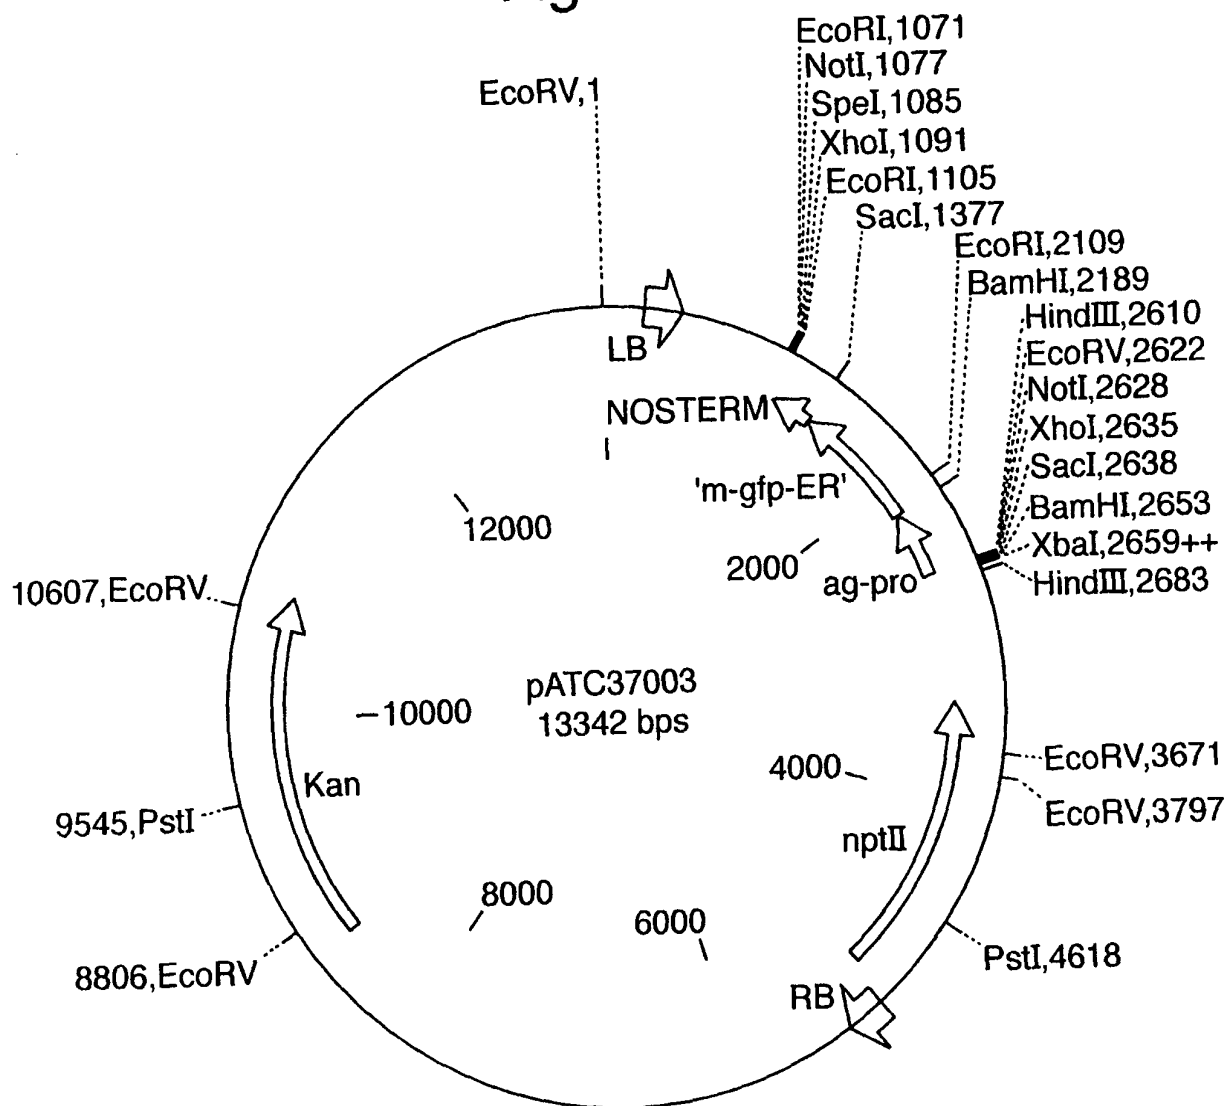 EcoRI,1071
NotI,1077
EcoRV,1
SpeI,1085
XhoI,1091
EcoRI,1105
SacI,1377
EcoRI,2109
BamHI,2189
HindIII,2610
LB
EcoRV,2622
NotI,2628
NOSTERM
XhoI,2635
SacI,2638
'm-gfp-ER'
BamHI,2653
12000
XbaI,2659++
2000
ag-pro
HindIII,2683
10607,EcoRV
pATC37003
13342 bps
10000
EcoRV,3671
4000
Kan
EcoRV,3797
9545,PstI
nptII
8000
6000
PstI,4618
8806,EcoRV
RB